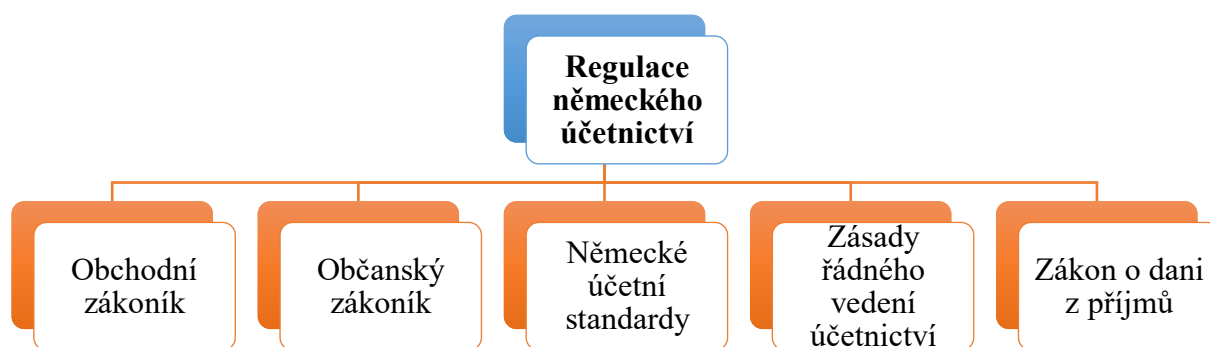 Regulace
německého
účetnictví
Obchodní
zákoník
Občanský
zákoník
Německé
účetní
standardy
Zásady
řádného
vedení
účetnictví
Zákon o dani
z příjmů